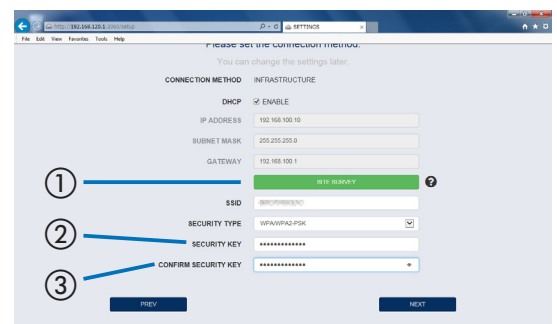 http://192.168.129.1:2000/setup
SETTINGS
File Edit View Favorites Tools Help
Please set the connection method.
You can change the settings later.
CONNECTION METHOD INFRASTRUCTURE
DHCP ENABLE
IP ADDRESS 192.168.100.10
SUBNET MASK 255.255.255.0
GATEWAY 192.168.100.1
1 SITE SURVEY ?
SSID
SECURITY TYPE WPA/WPA2-PSK
2 SECURITY KEY •••••••••••••
3 CONFIRM SECURITY KEY •••••••••••••
PREV NEXT